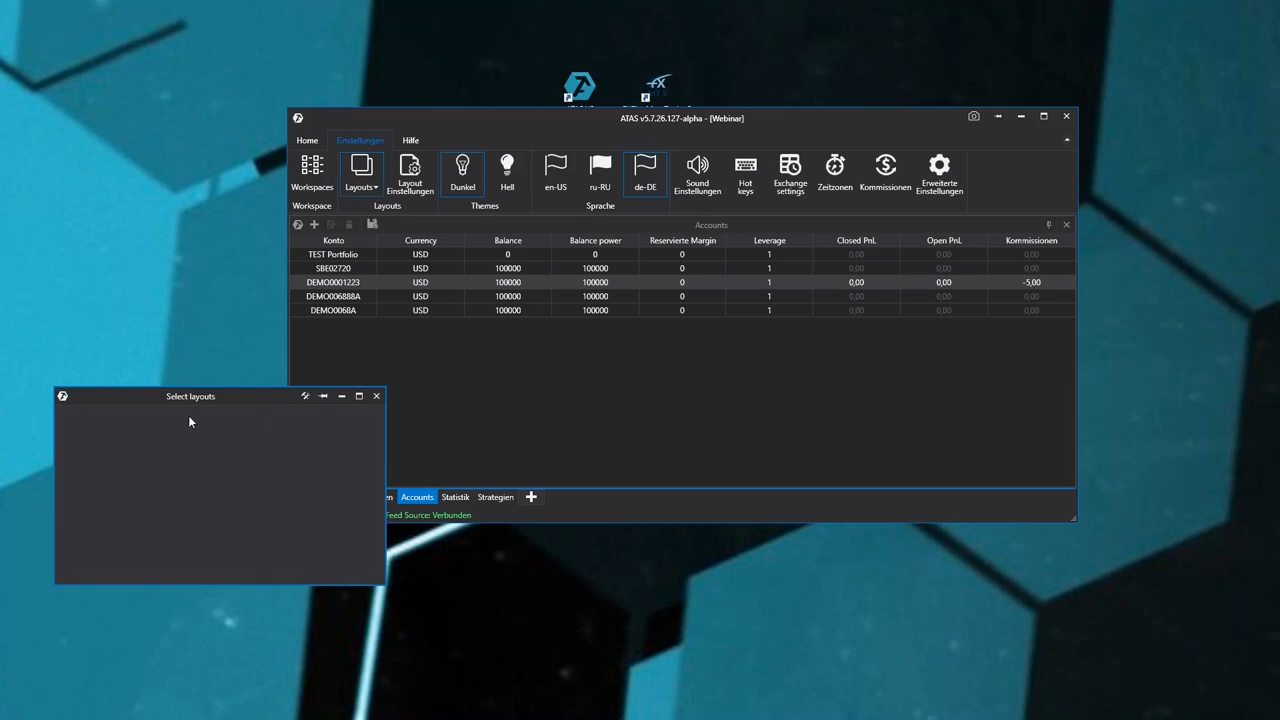 ATAS v5.7.26.127-alpha - [Webinar]
Home Einstellungen Hilfe
Workspaces Layouts Layout Einstellungen Dunkel Hell en-US ru-RU de-DE Sound Einstellungen Hot keys Exchange settings Zeitzonen Kommissionen Erweiterte Einstellungen
Workspace Layouts Themes Sprache
Accounts
Konto Currency Balance Balance power Reservierte Margin Leverage Closed PnL Open PnL Kommissionen
TEST Portfolio USD 0 0 0 1 0,00 0,00 0,00
SBE02720 USD 100000 100000 0 1 0,00 0,00 0,00
DEMO0001223 USD 100000 100000 0 1 0,00 0,00 -5,00
DEMO006888A USD 100000 100000 0 1 0,00 0,00 0,00
DEMO0068A USD 100000 100000 0 1 0,00 0,00 0,00
Select layouts
en Accounts Statistik Strategien
Feed Source: Verbunden